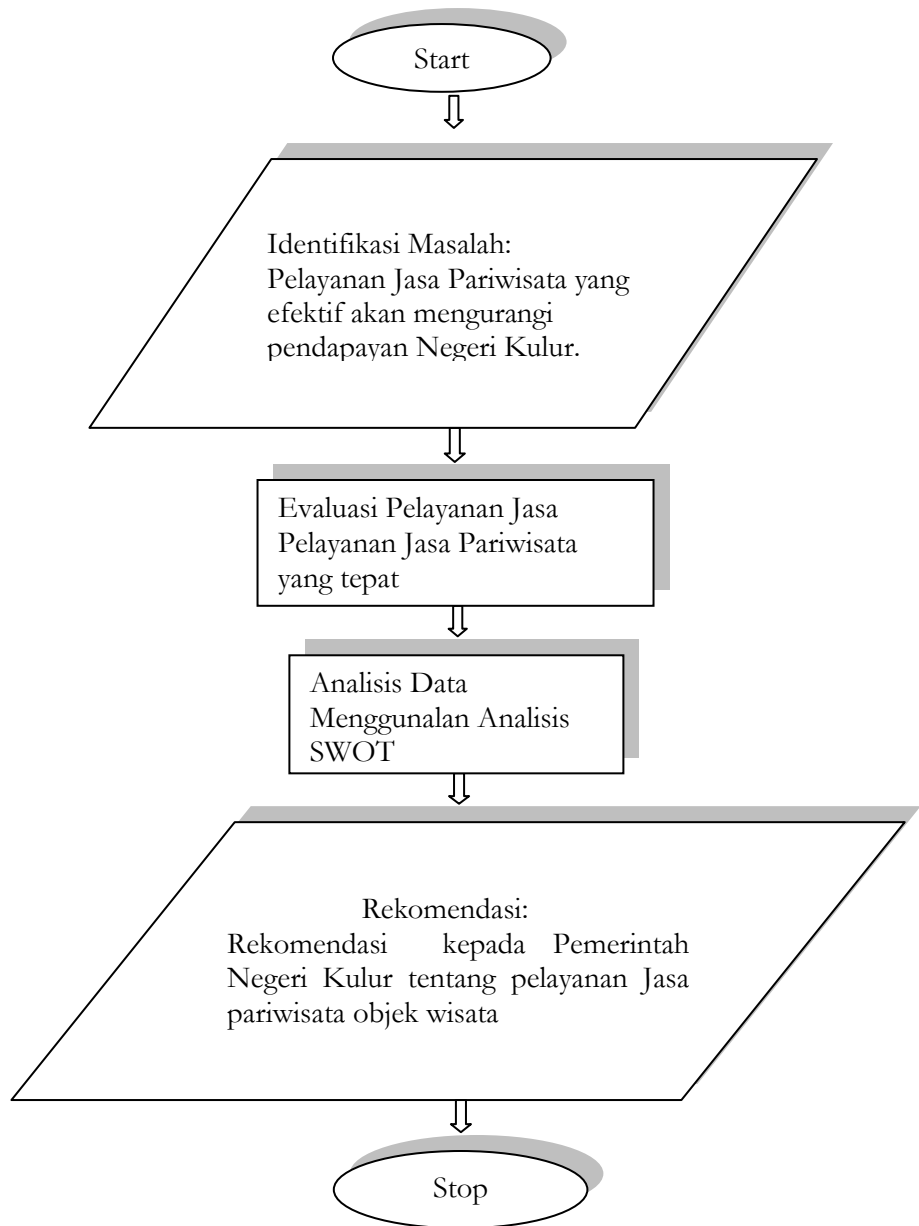 Start
Identifikasi Masalah:
Pelayanan Jasa Pariwisata yang
efektif akan mengurangi
pendapayan Negeri Kulur.
Evaluasi Pelayanan Jasa
Pelayanan Jasa Pariwisata
yang tepat
Analisis Data
Menggunalan Analisis
SWOT
Rekomendasi:
Rekomendasi kepada Pemerintah
Negeri Kulur tentang pelayanan Jasa
pariwisata objek wisata
Stop